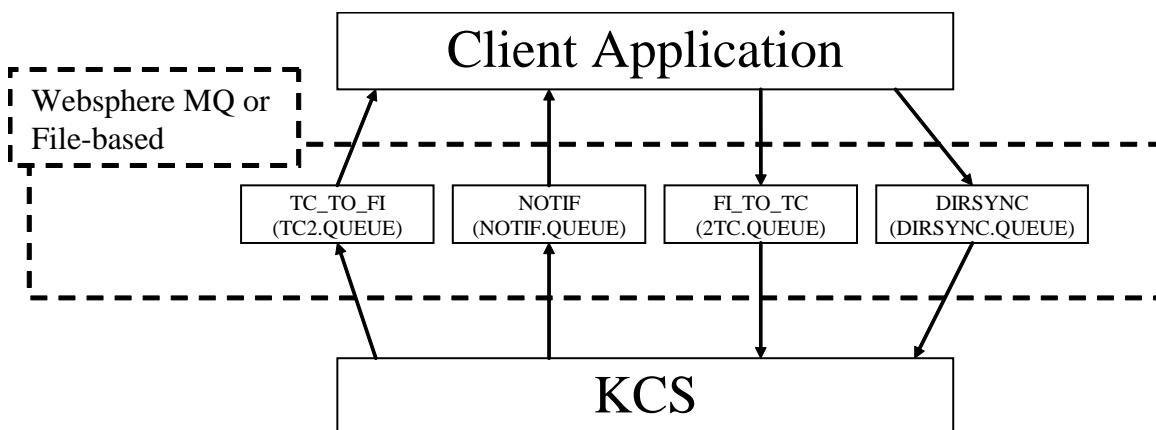 Client Application
Websphere MQ or
File-based
TC_TO_FI
(TC2.QUEUE)
NOTIF
(NOTIF.QUEUE)
FI_TO_TC
(2TC.QUEUE)
DIRSYNC
(DIRSYNC.QUEUE)
KCS